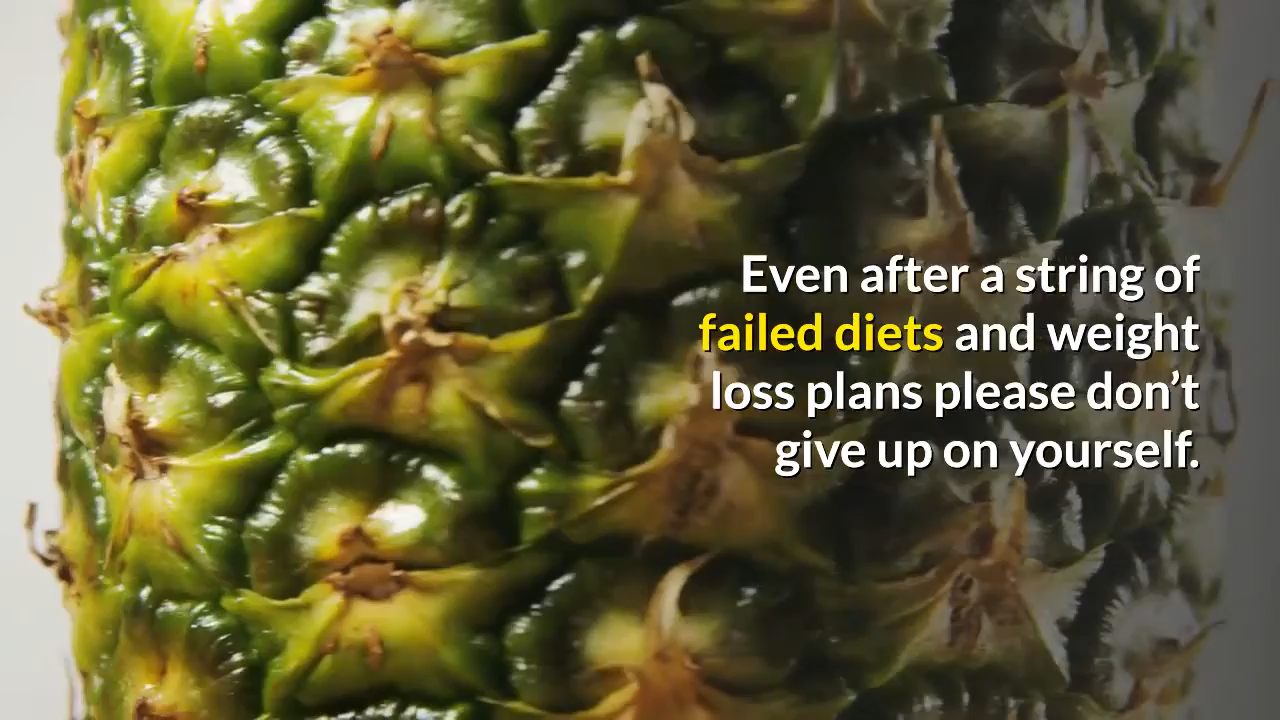 Even after a string of
failed diets and weight
loss plans please don’t
give up on yourself.